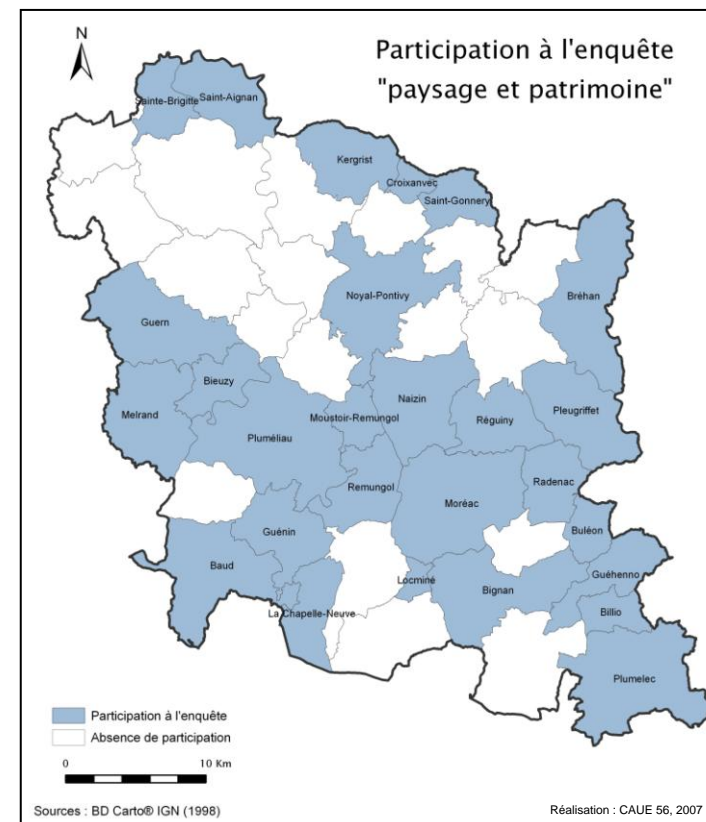 Participation à l'enquête
"paysage et patrimoine"
N
Sainte-Brigitte
Saint-Aignan
Kergrist
Croixanvec
Saint-Gonnery
Noyal-Pontivy
Bréhan
Guern
Bieuzy
Melrand
Naizin
Moustoir-Remungol
Réguiny
Pleugriffet
Pluméliau
Remungol
Radenac
Moréac
Guénin
Buléon
Baud
Locminé
Bignan
Guéhenno
La Chapelle-Neuve
Billio
Plumelec
Participation à l'enquête
Absence de participation
0 10 Km
Sources : BD Carto® IGN (1998)
Réalisation : CAUE 56, 2007